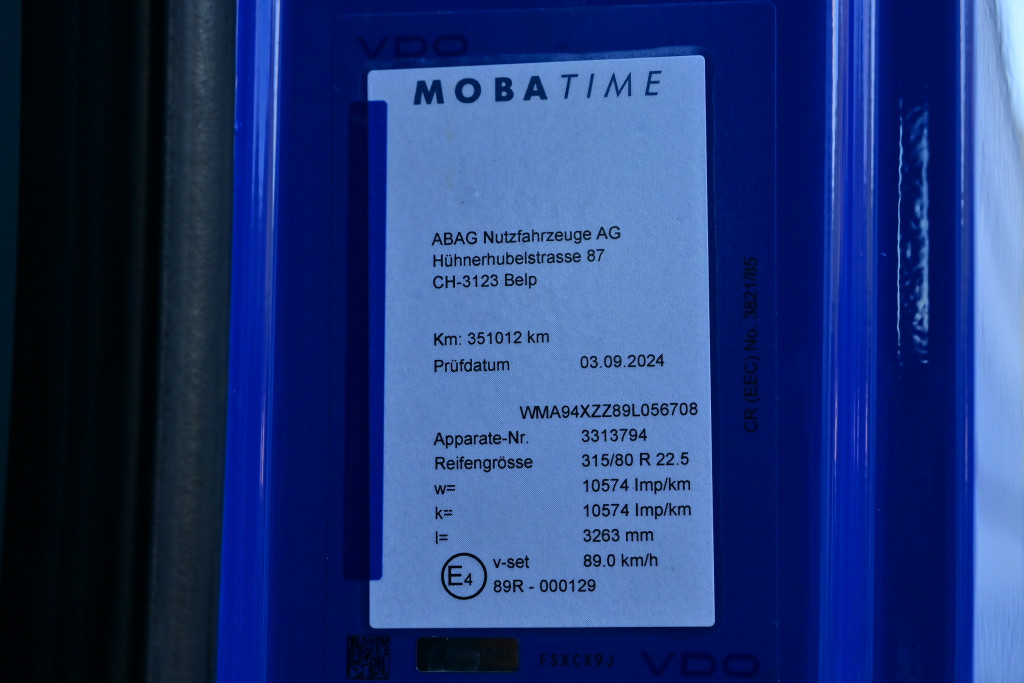 VDO
MOBATIME
ABAG Nutzfahrzeuge AG
Hühnerhubelstrasse 87
CH-3123 Belp
Km: 351012 km
Prüfdatum 03.09.2024
WMA94XZZ89L056708
Apparate-Nr. 3313794
Reifengrösse 315/80 R 22.5
w= 10574 Imp/km
k= 10574 Imp/km
l= 3263 mm
E4 v-set 89.0 km/h
89R - 000129
CR (EEC) No. 3821/85
FSXCX9J VDO